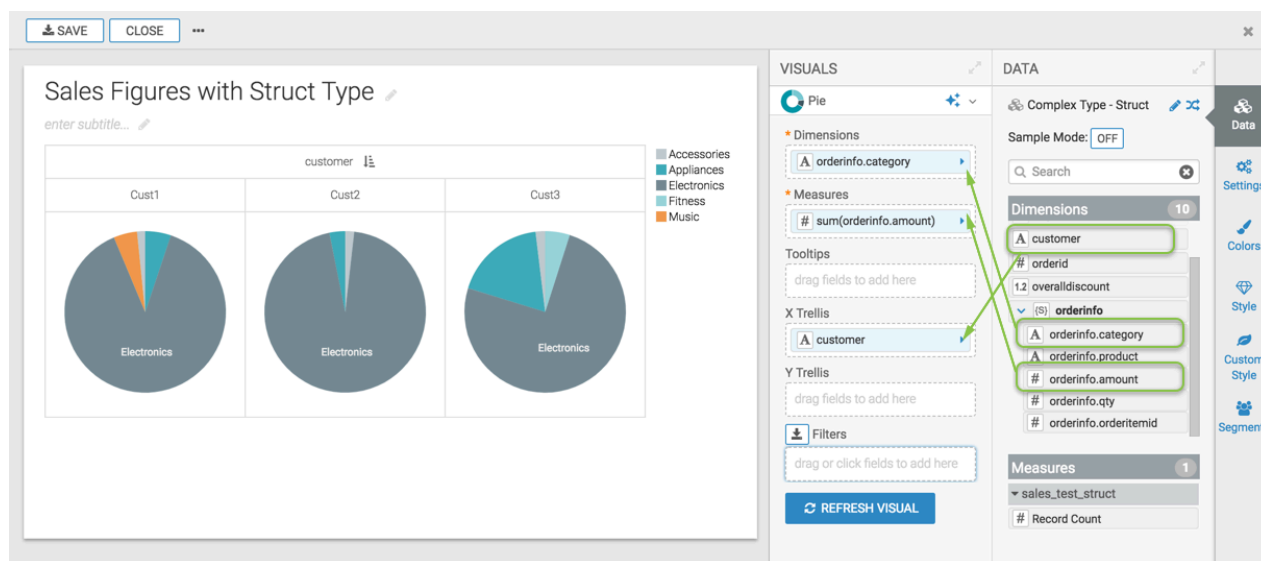 SAVE CLOSE •••
Sales Figures with Struct Type
enter subtitle...
customer
Cust1 Cust2 Cust3
Electronics Electronics Electronics
Accessories
Appliances
Electronics
Fitness
Music
VISUALS
Pie
* Dimensions
A orderinfo.category
* Measures
# sum(orderinfo.amount)
Tooltips
drag fields to add here
X Trellis
A customer
Y Trellis
drag fields to add here
Filters
drag or click fields to add here
REFRESH VISUAL
DATA
Complex Type - Struct
Sample Mode: OFF
Search
Dimensions 10
A customer
# orderid
1.2 overalldiscount
{S} orderinfo
A orderinfo.category
A orderinfo.product
# orderinfo.amount
# orderinfo.qty
# orderinfo.orderitemid
Measures 1
sales_test_struct
# Record Count
Data
Settings
Colors
Style
Custom
Style
Segment